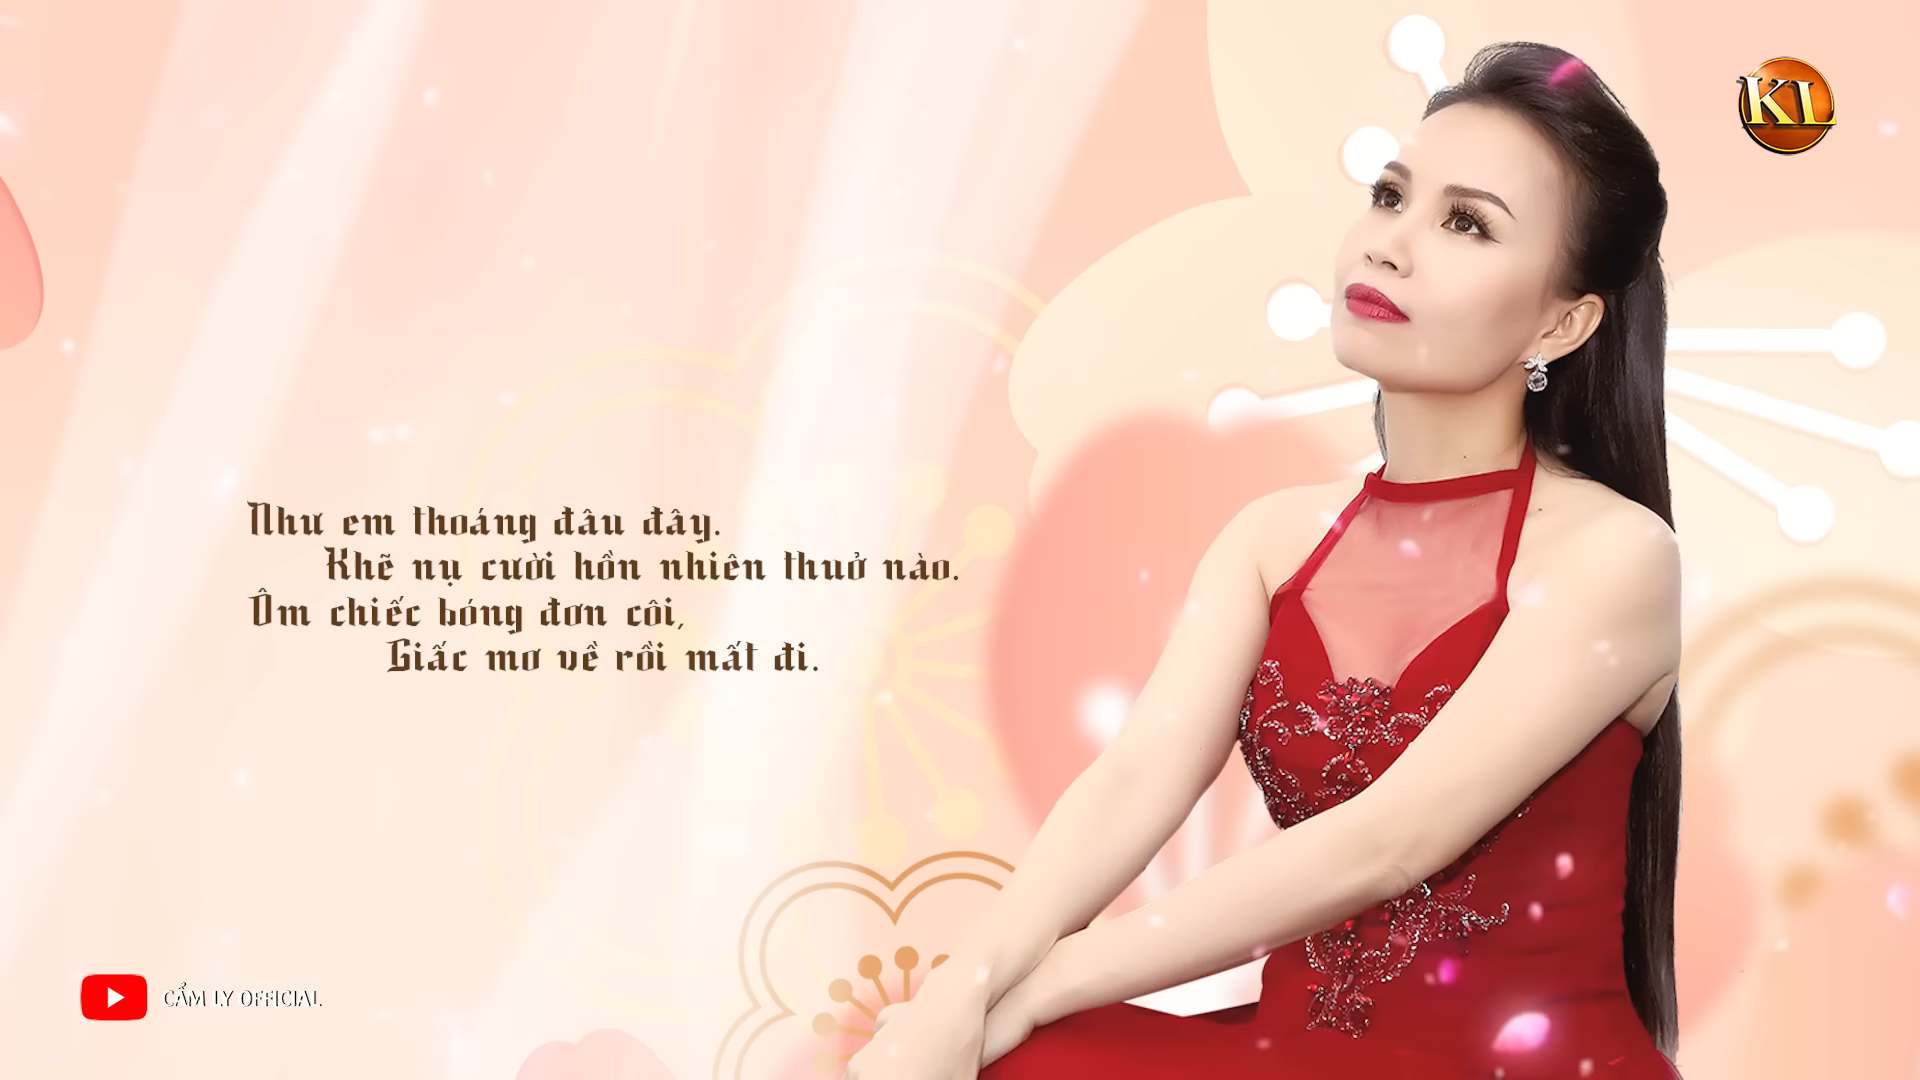 KL
Như em thoáng đâu đây.
Khẽ nụ cười hồn nhiên thuở nào.
Ôm chiếc bóng đơn côi,
Giấc mơ về rồi mất đi.
CẨM LY OFFICIAL